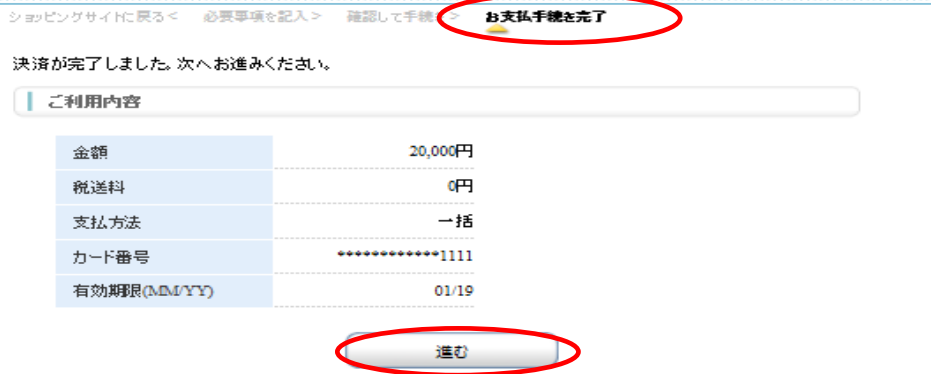 ショッピングサイトに戻る< 必要事項を記入> 確認して手続き> お支払手続を完了
決済が完了しました。次へお進みください。
ご利用内容
金額 20,000円
税送料 0円
支払方法 一括
カード番号 ************1111
有効期限(MM/YY) 01/19
進む